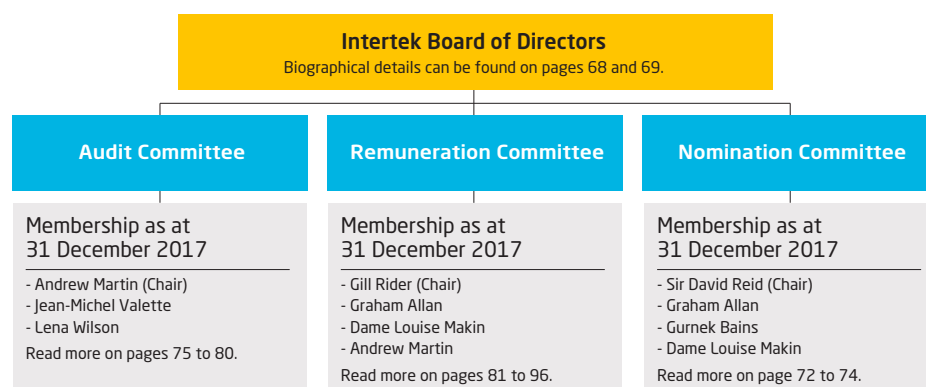 Intertek Board of Directors
Biographical details can be found on pages 68 and 69.
Audit Committee
Membership as at
31 December 2017
- Andrew Martin (Chair)
- Jean-Michel Valette
- Lena Wilson
Read more on pages 75 to 80.
Remuneration Committee
Membership as at
31 December 2017
- Gill Rider (Chair)
- Graham Allan
- Dame Louise Makin
- Andrew Martin
Read more on pages 81 to 96.
Nomination Committee
Membership as at
31 December 2017
- Sir David Reid (Chair)
- Graham Allan
- Gurnek Bains
- Dame Louise Makin
Read more on page 72 to 74.